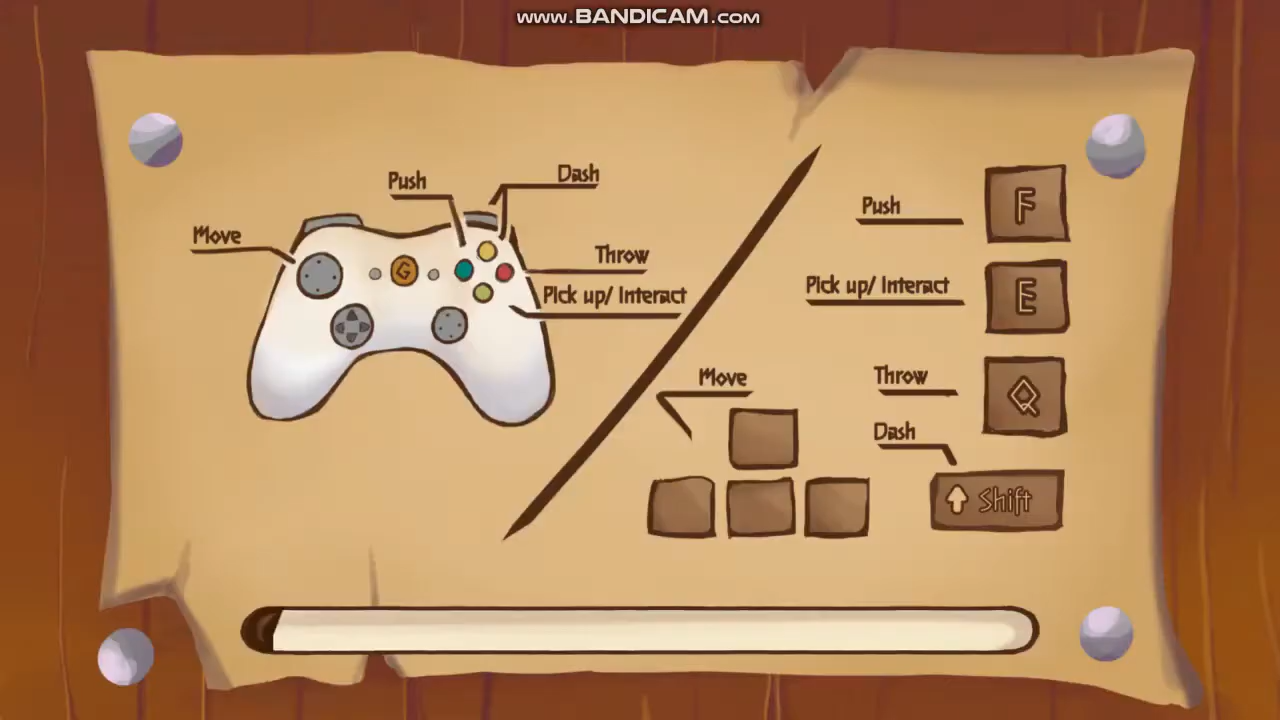 www.BANDICAM.com
Push
Dash
Move
Throw
Pick up/ Interact
G
Push
F
Pick up/ Interact
E
Move
Throw
Q
Dash
Shift